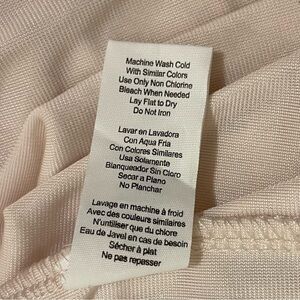 Machine Wash Cold
With Similar Colors
Use Only Non Chlorine
Bleach When Needed
Lay Flat to Dry
Do Not Iron
Lavar en Lavadora
Con Aqua Fria
Con Colores Similares
Usa Solamente
Blanqueador Sin Cloro
Secar a Plano
No Planchar
Lavage en machine à froid
Avec des couleurs similaires
N'untiliser que du chlore
Eau de Javel en cas de besoin
Sécher à plat
Ne pas repasser